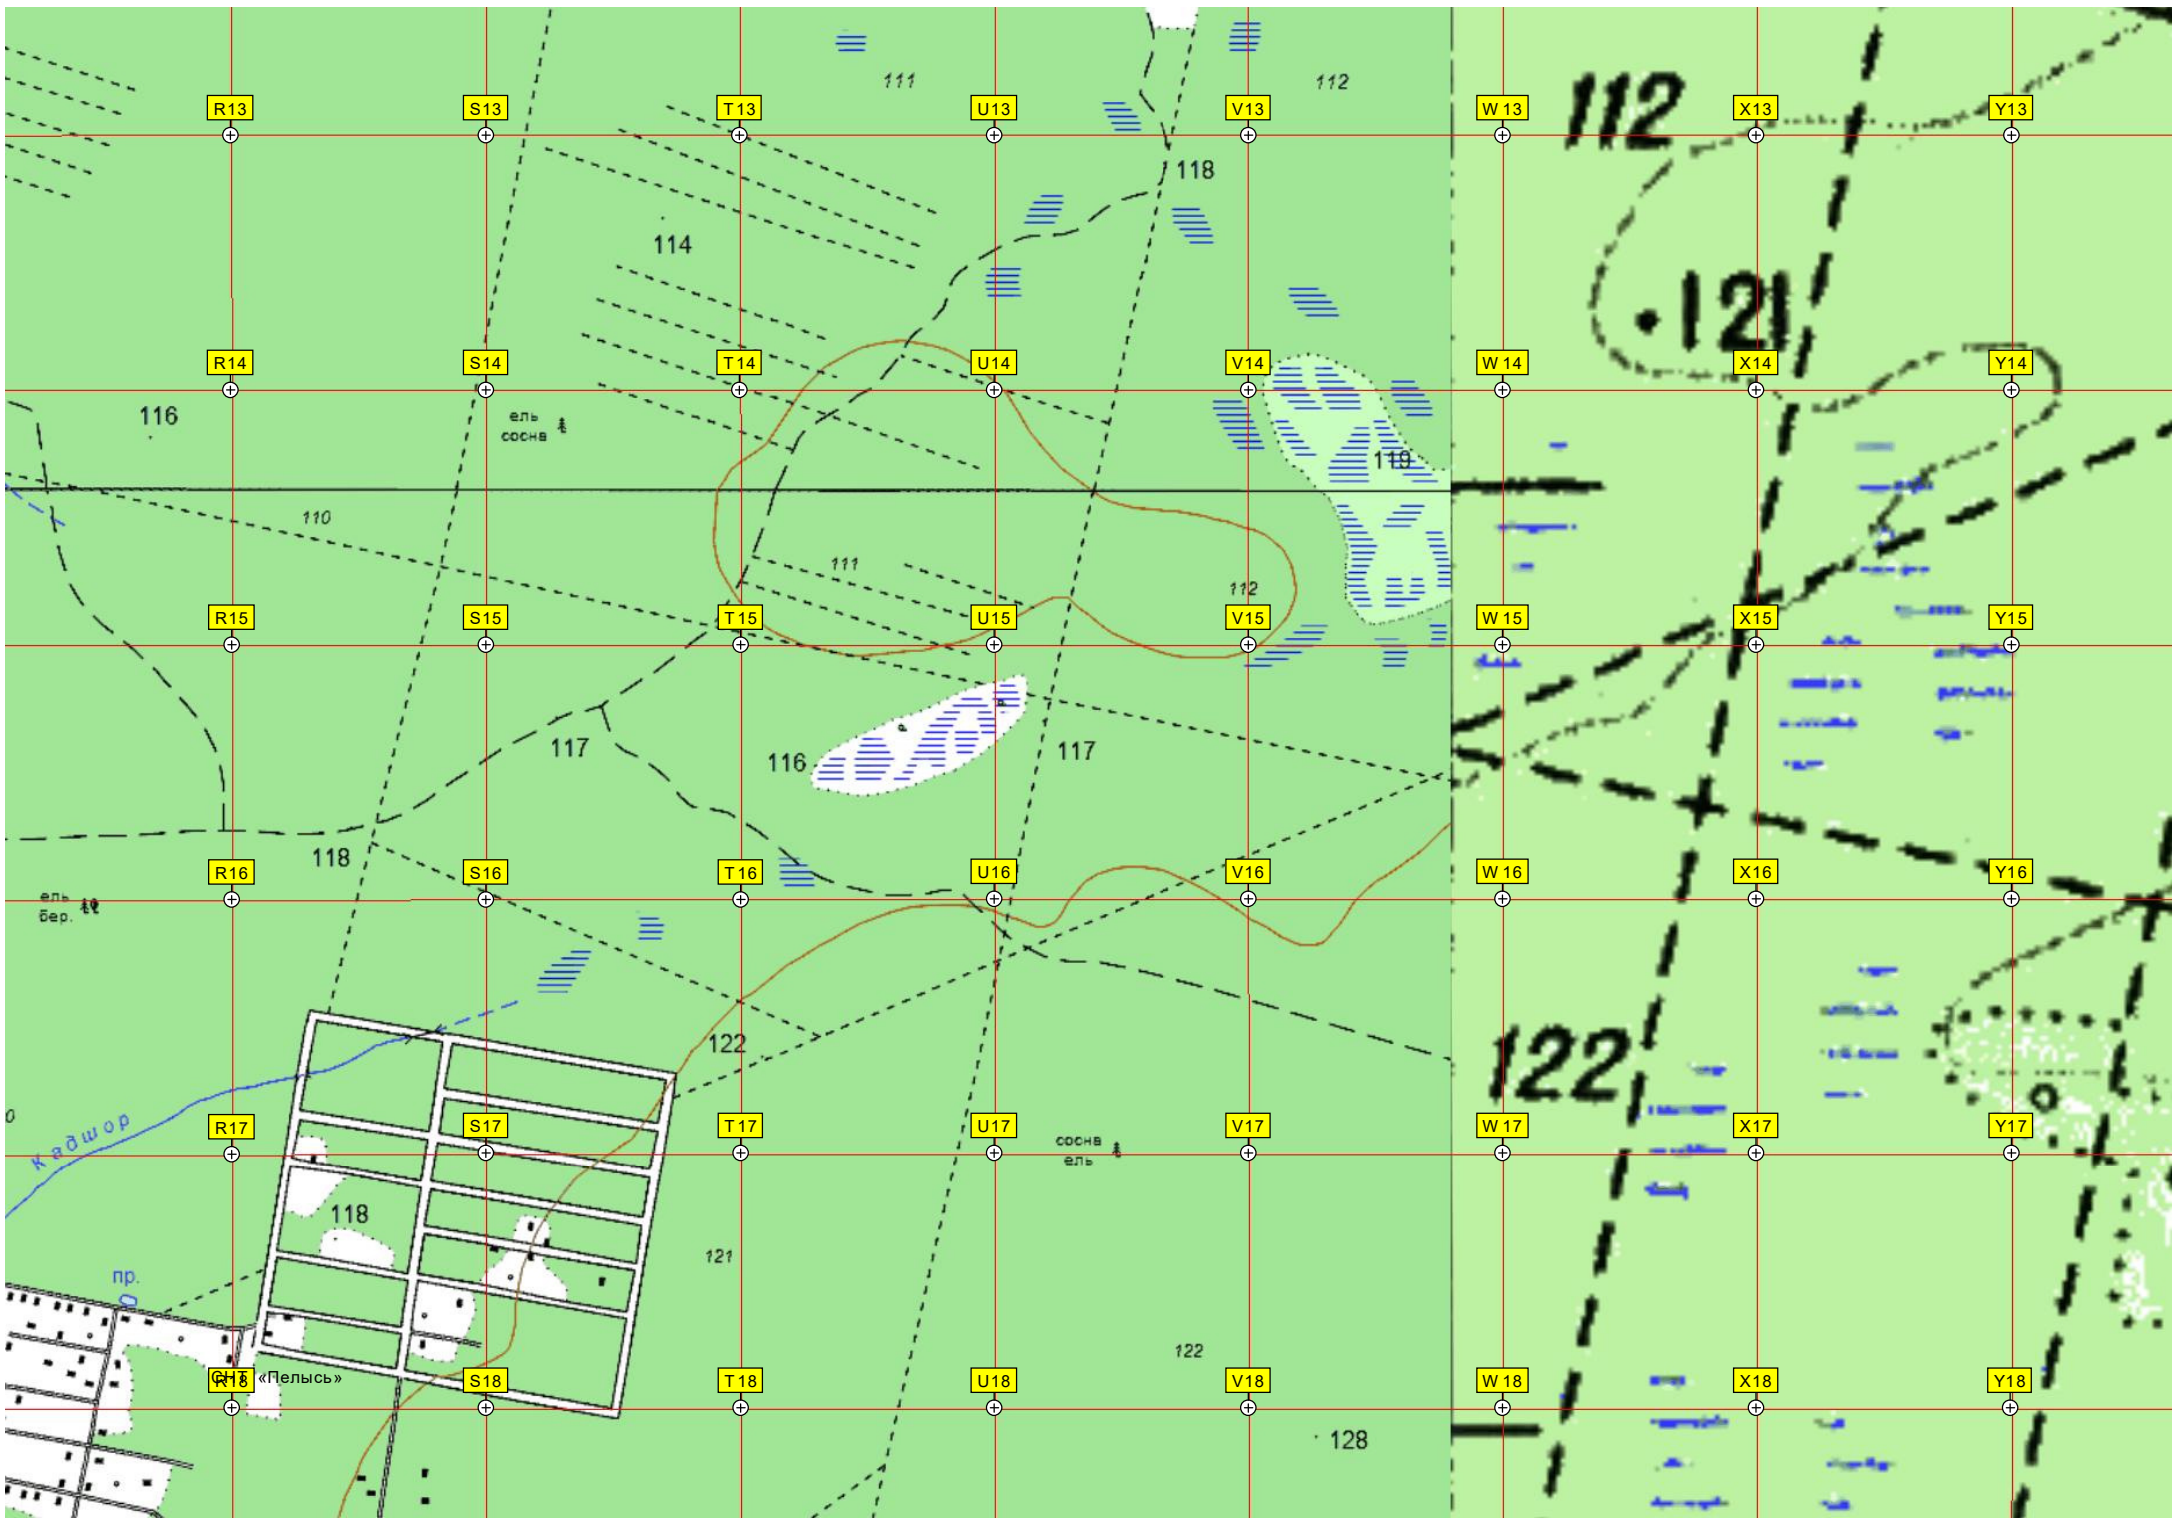 111
112
R13
S13
T13
U13
V13
W13
112
X13
Y13
118
114
121
R14
S14
T14
U14
V14
W14
X14
Y14
116
ель
сосна
119
110
111
112
R15
S15
T15
U15
V15
W15
X15
Y15
117
116
117
118
R16
S16
T16
U16
V16
W16
X16
Y16
ель
бер.
122
122
0
Кадшор
R17
S17
T17
U17
V17
W17
X17
Y17
сосна
ель
118
121
пр.
122
R18
СНТ «Пелысь»
S18
T18
U18
V18
W18
X18
Y18
128